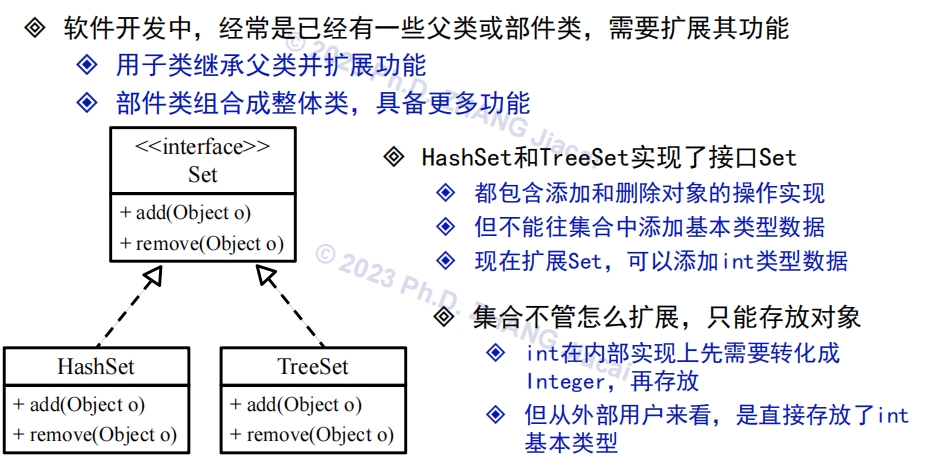 软件开发中，经常是已经有一些父类或部件类，需要扩展其功能
用子类继承父类并扩展功能
部件类组合成整体类，具备更多功能
<<interface>>
Set
+ add(Object o)
+ remove(Object o)
HashSet
+ add(Object o)
+ remove(Object o)
TreeSet
+ add(Object o)
+ remove(Object o)
HashSet和TreeSet实现了接口Set
都包含添加和删除对象的操作实现
但不能往集合中添加基本类型数据
现在扩展Set，可以添加int类型数据
集合不管怎么扩展，只能存放对象
int在内部实现上先需要转化成
Integer，再存放
但从外部用户来看，是直接存放了int
基本类型
© 2023 Ph.D. ZHANG Jiacai
© 2023 Ph.D. ZHANG Jiacai